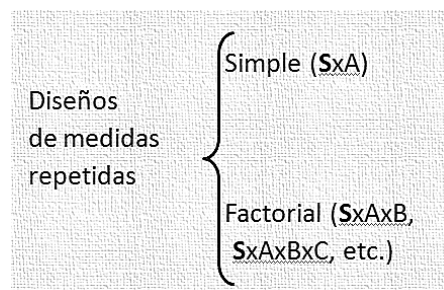 Diseños
de medidas
repetidas
Simple (SxA)
Factorial (SxAxB,
SxAxBxC, etc.)